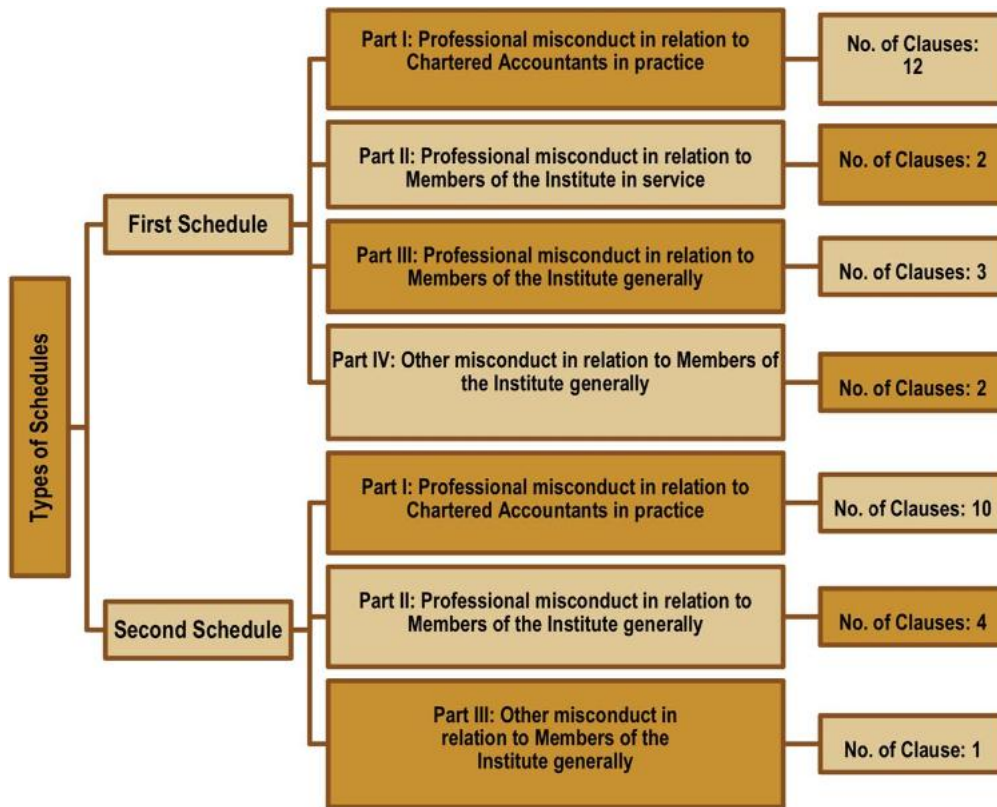 Types of Schedules
First Schedule
Part I: Professional misconduct in relation to
Chartered Accountants in practice
No. of Clauses:
12
Part II: Professional misconduct in relation to
Members of the Institute in service
No. of Clauses: 2
Part III: Professional misconduct in relation to
Members of the Institute generally
No. of Clauses: 3
Part IV: Other misconduct in relation to Members of
the Institute generally
No. of Clauses: 2
Second Schedule
Part I: Professional misconduct in relation to
Chartered Accountants in practice
No. of Clauses: 10
Part II: Professional misconduct in relation to
Members of the Institute generally
No. of Clauses: 4
Part III: Other misconduct in
relation to Members of the
Institute generally
No. of Clause: 1